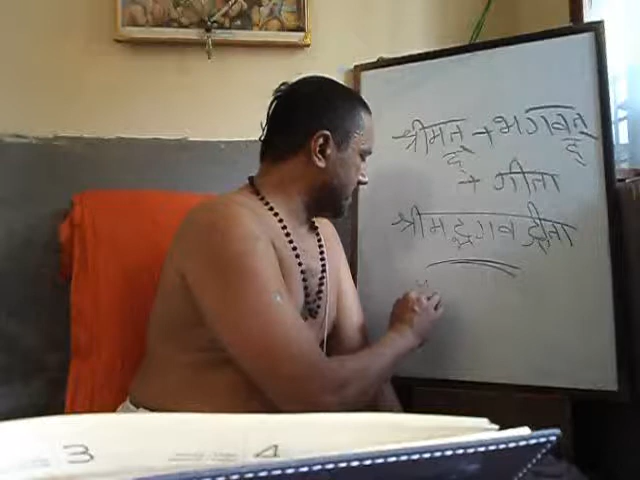 श्रीमत् + भगवत्
द् द्
+ गीता
श्रीमद्भगवद्गीता
3 4